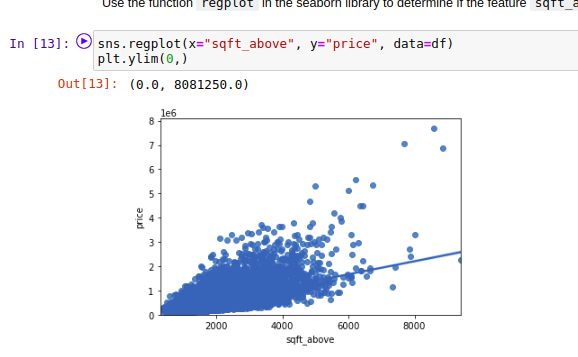 Use the function regplot in the seaborn library to determine if the feature sqft_a
In [13]: sns.regplot(x="sqft_above", y="price", data=df)
plt.ylim(0,)
Out[13]: (0.0, 8081250.0)
1e6
8
7
6
5
4
3
2
1
0
price
2000 4000 6000 8000
sqft_above